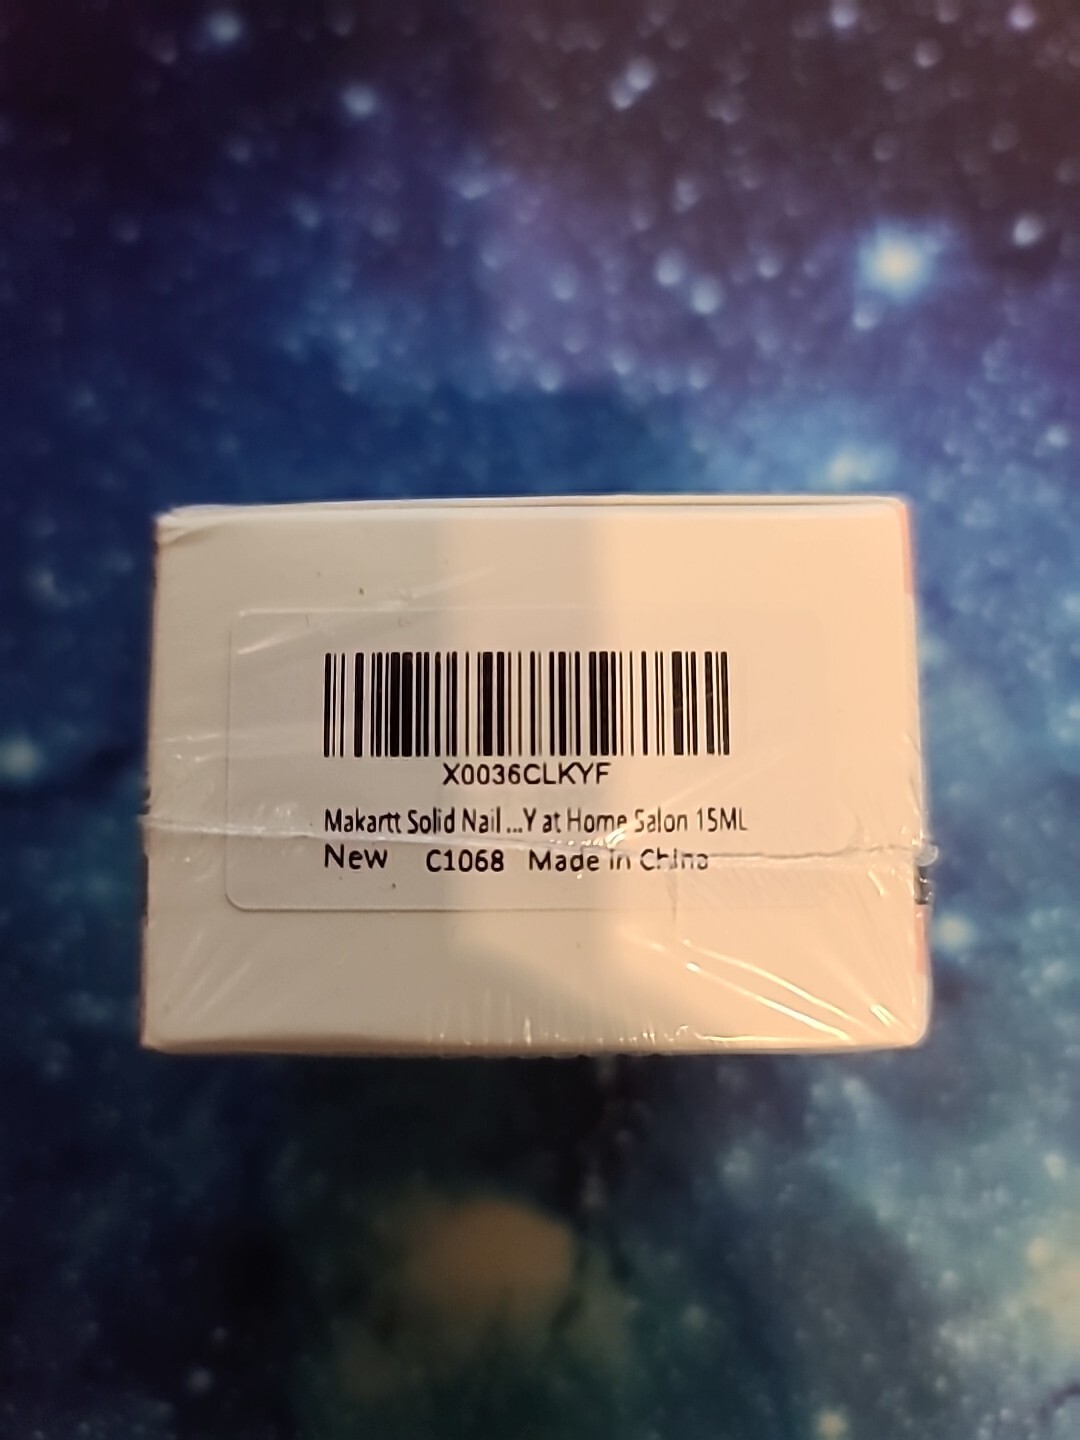 X0036CLKYF
Makartt Solid Nail ...Y at Home Salon 15ML
New C1068 Made in China